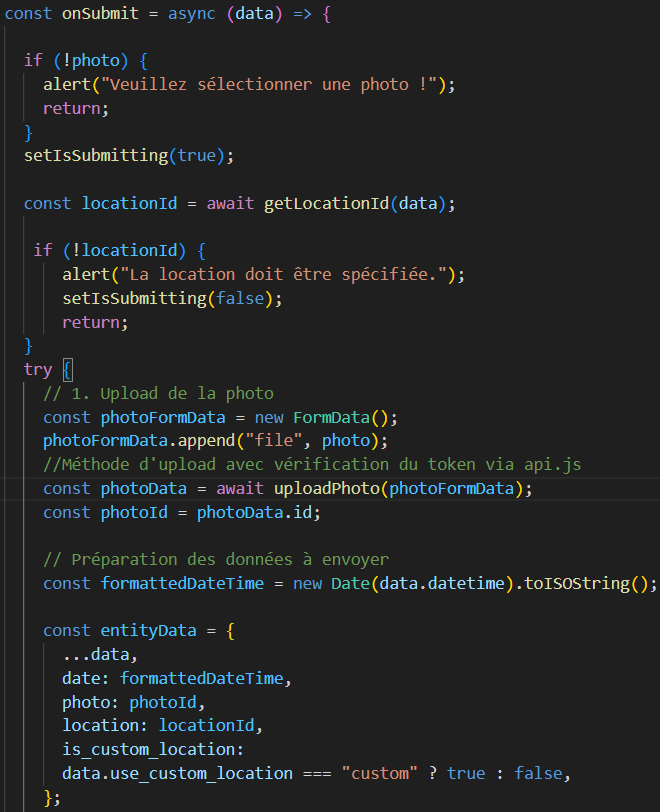 const onSubmit = async (data) => {
if (!photo) {
alert("Veuillez sélectionner une photo !");
return;
}
setIsSubmitting(true);
const locationId = await getLocationId(data);
if (!locationId) {
alert("La location doit être spécifiée.");
setIsSubmitting(false);
return;
}
try {
// 1. Upload de la photo
const photoFormData = new FormData();
photoFormData.append("file", photo);
//Méthode d'upload avec vérification du token via api.js
const photoData = await uploadPhoto(photoFormData);
const photoId = photoData.id;
// Préparation des données à envoyer
const formattedDateTime = new Date(data.datetime).toISOString();
const entityData = {
...data,
date: formattedDateTime,
photo: photoId,
location: locationId,
is_custom_location:
data.use_custom_location === "custom" ? true : false,
};